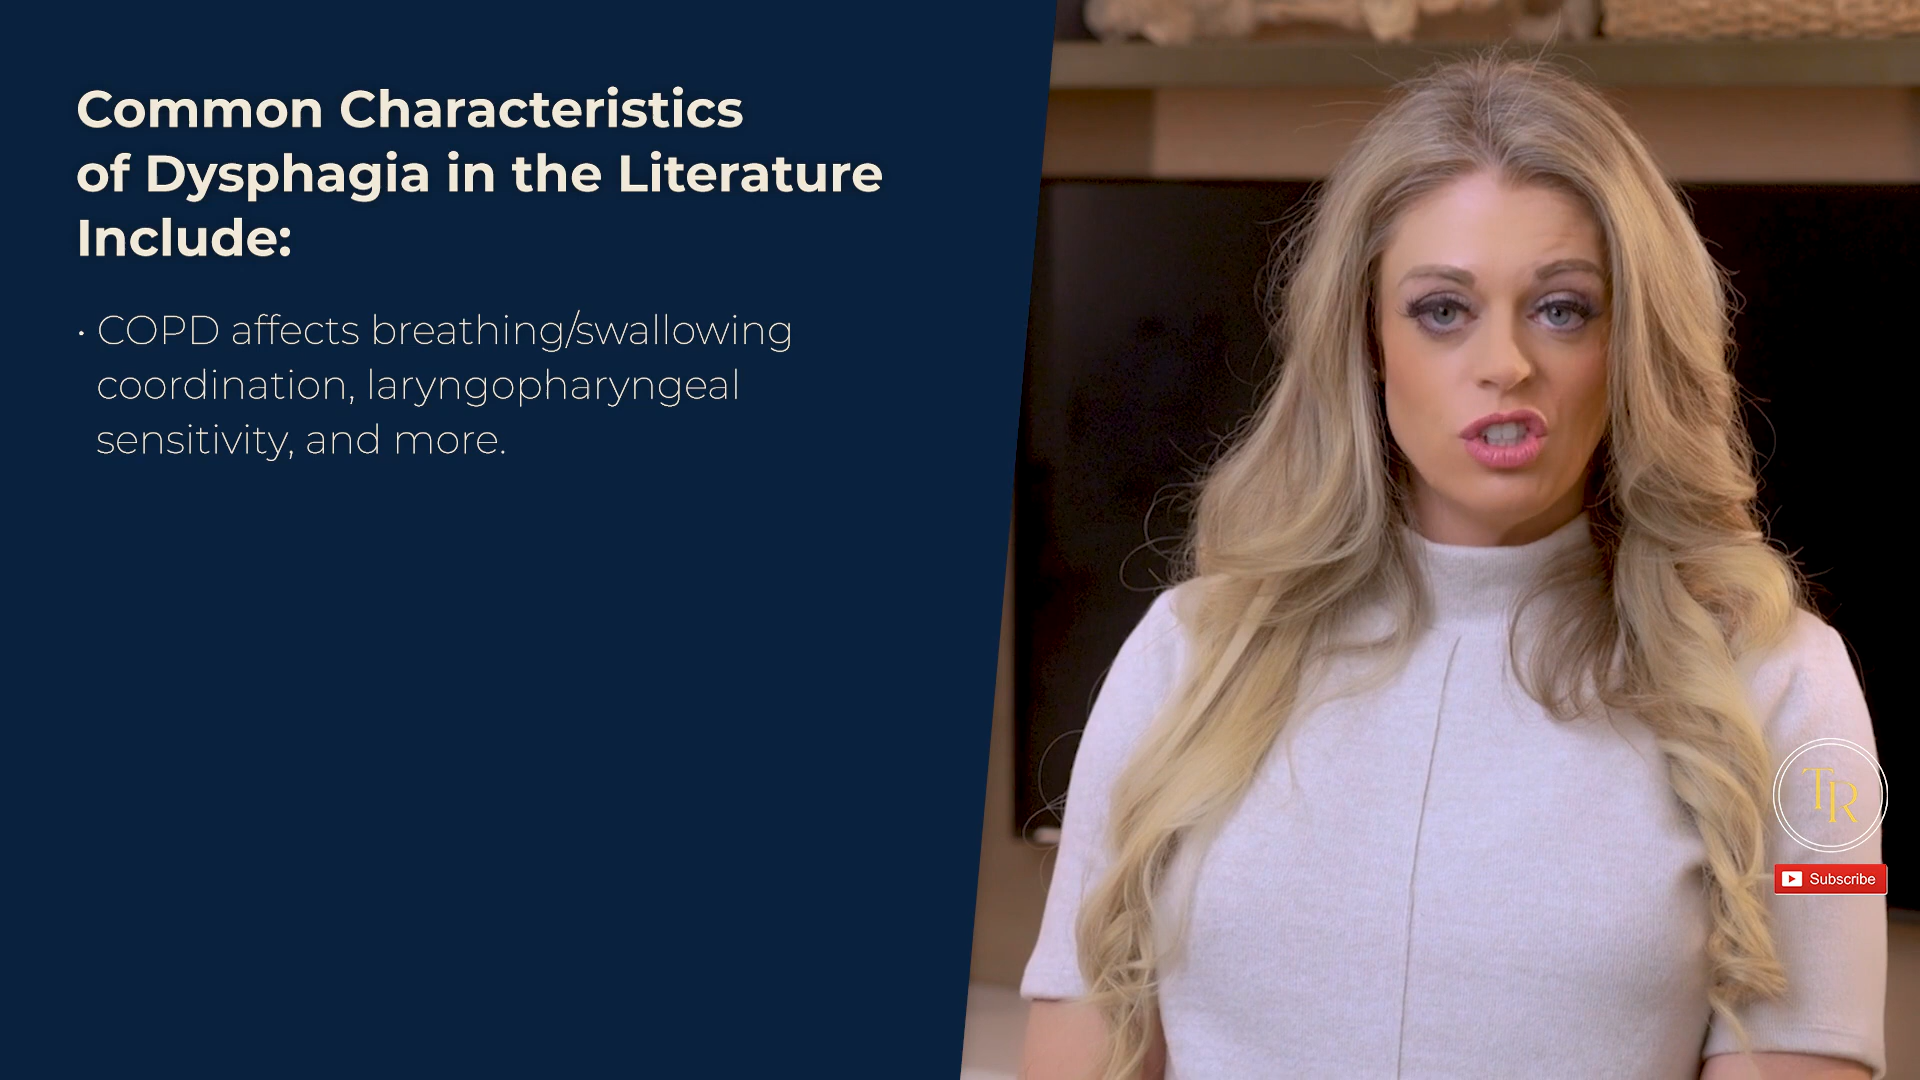 Common Characteristics
of Dysphagia in the Literature
Include:
· COPD affects breathing/swallowing
coordination, laryngopharyngeal
sensitivity, and more.
TR
Subscribe